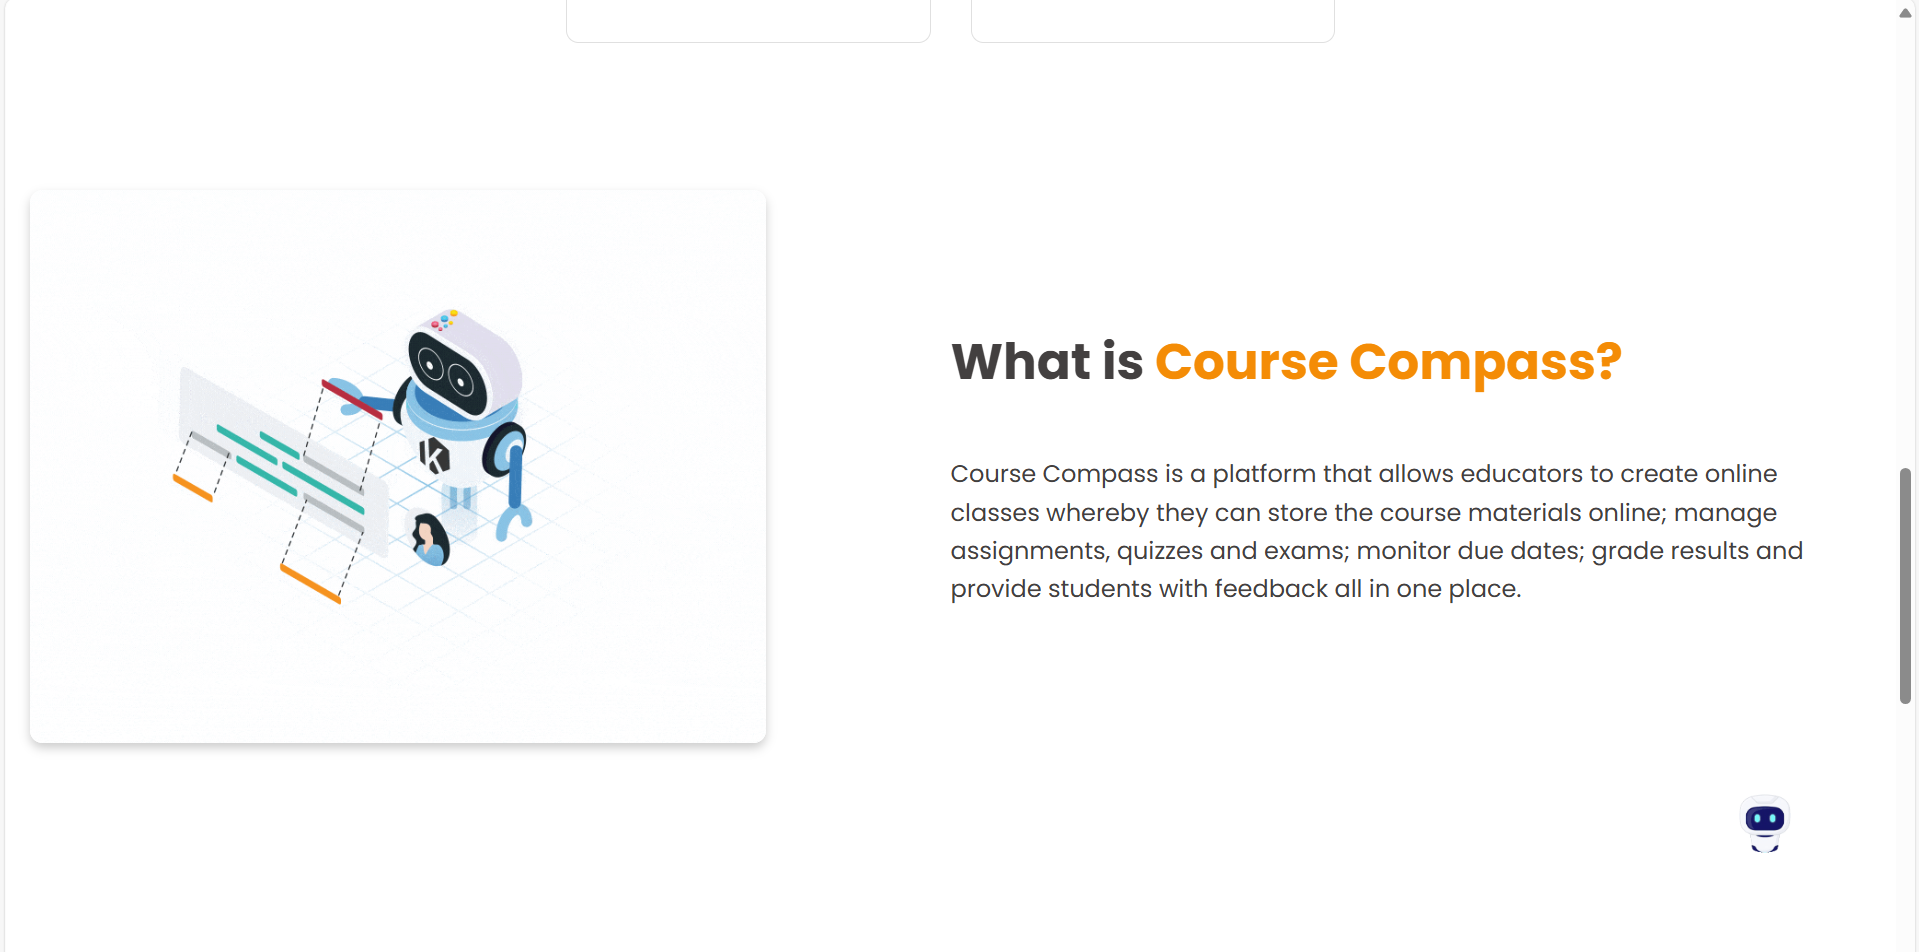 What is Course Compass?
Course Compass is a platform that allows educators to create online
classes whereby they can store the course materials online; manage
assignments, quizzes and exams; monitor due dates; grade results and
provide students with feedback all in one place.
k